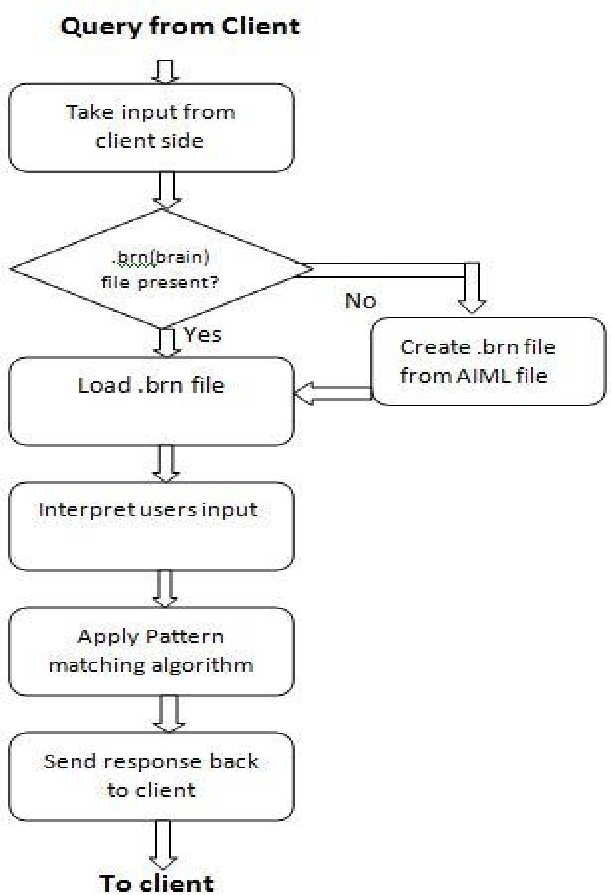 Query from Client
Take input from
client side
.brn(brain)
file present?
No
Yes
Create .brn file
from AIML file
Load .brn file
Interpret users input
Apply Pattern
matching algorithm
Send response back
to client
To client